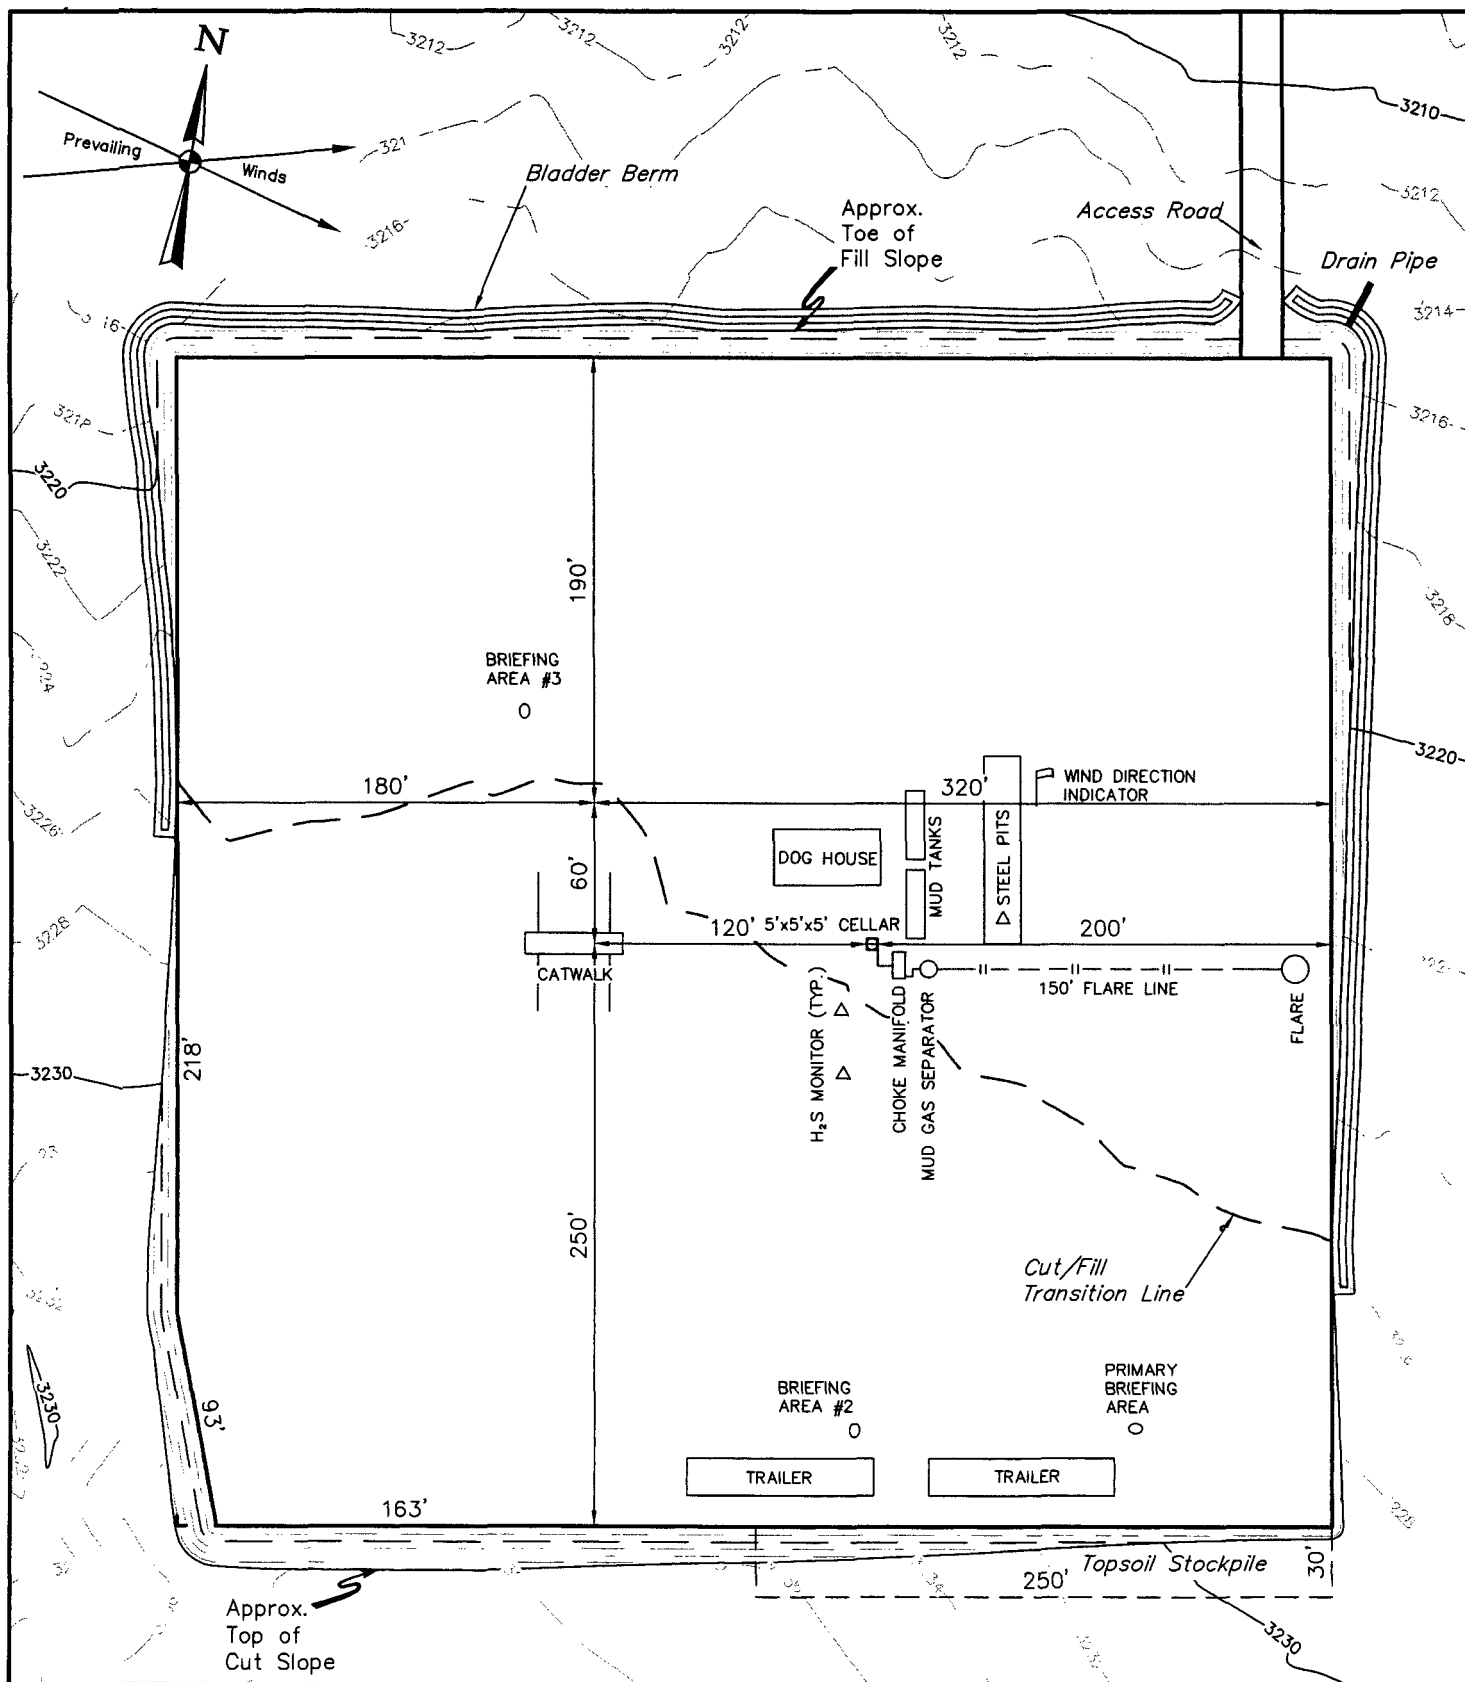 N
Prevailing
Winds
3212
3212
3212
3212
3210
321
3216
3212
3214
Bladder Berm
Approx.
Toe of
Fill Slope
Access Road
Drain Pipe
3220
3222
3216
3218
3220
3226
3228
3230
3230
190'
BRIEFING
AREA #3
180'
320'
WIND DIRECTION
INDICATOR
DOG HOUSE
MUD TANKS
STEEL PITS
60'
120'
5'x5'x5' CELLAR
200'
CATWALK
150' FLARE LINE
FLARE
H₂S MONITOR (TYP.)
CHOKE MANIFOLD
MUD GAS SEPARATOR
218'
250'
Cut/Fill
Transition Line
93'
BRIEFING
AREA #2
PRIMARY
BRIEFING
AREA
TRAILER
TRAILER
163'
Topsoil Stockpile
250'
30'
3230
Approx.
Top of
Cut Slope